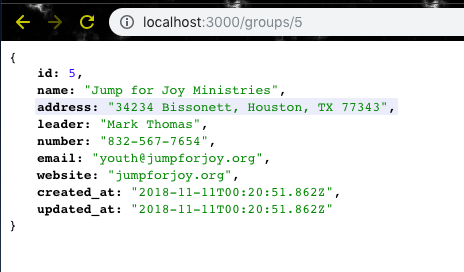 localhost:3000/groups/5
{
id: 5,
name: "Jump for Joy Ministries",
address: "34234 Bissonett, Houston, TX 77343",
leader: "Mark Thomas",
number: "832-567-7654",
email: "youth@jumpforjoy.org",
website: "jumpforjoy.org",
created_at: "2018-11-11T00:20:51.862Z",
updated_at: "2018-11-11T00:20:51.862Z"
}